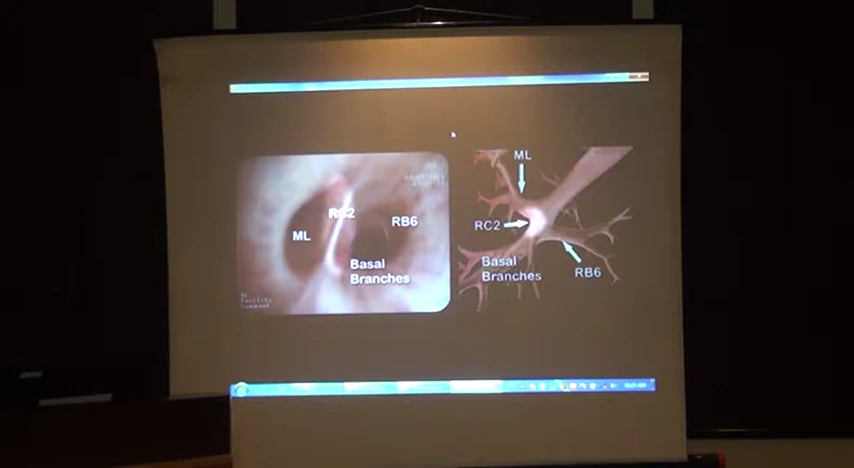 ML
RC2
RB6
Basal
Branches
ML
RC2
Basal
Branches
RB6